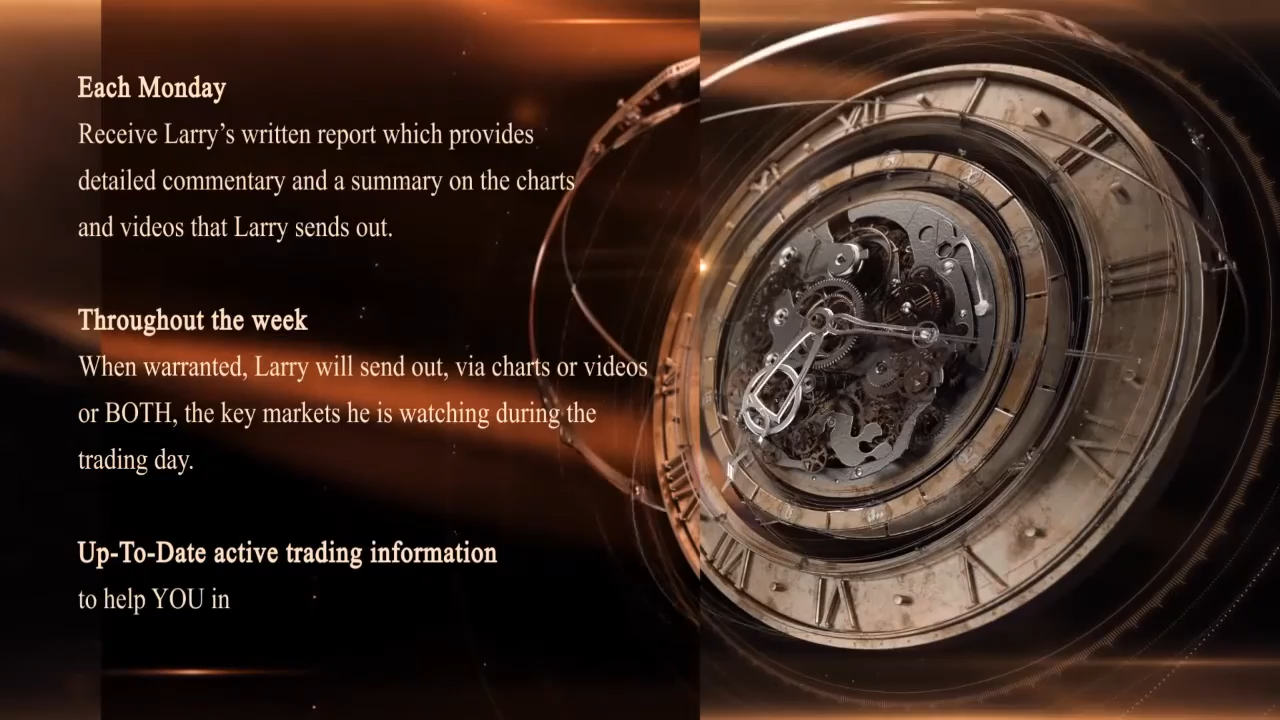 Each Monday
Receive Larry’s written report which provides
detailed commentary and a summary on the charts
and videos that Larry sends out.
Throughout the week
When warranted, Larry will send out, via charts or videos
or BOTH, the key markets he is watching during the
trading day.
Up-To-Date active trading information
to help YOU in